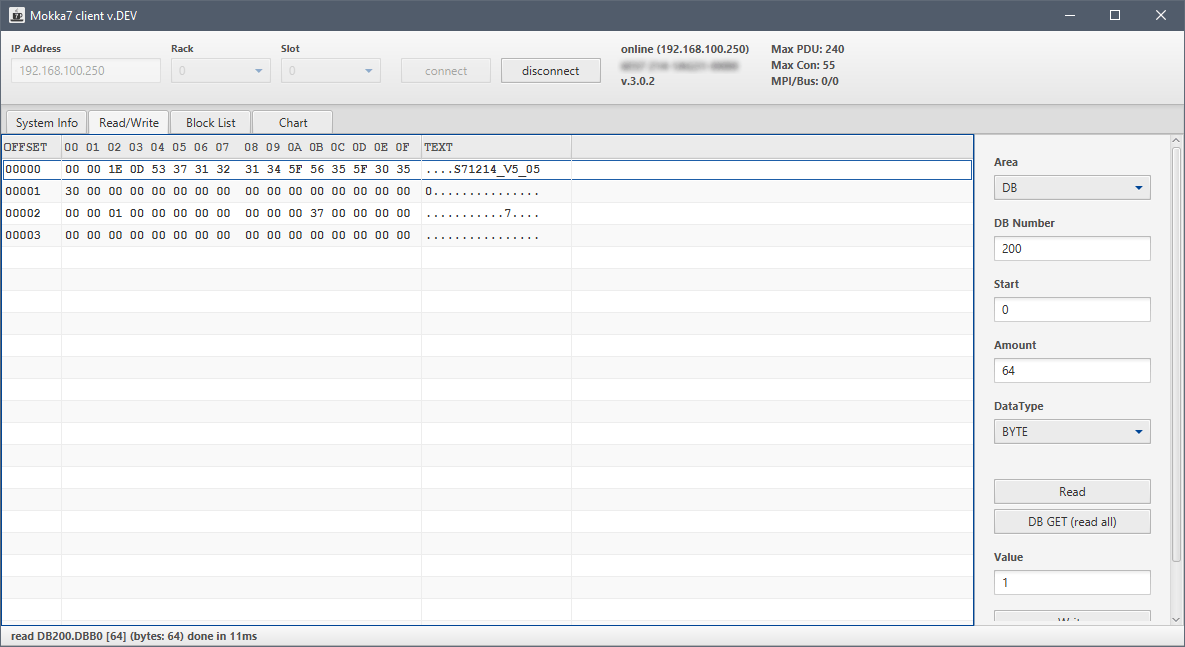 Mokka7 client v.DEV
IP Address Rack Slot
192.168.100.250 0 0 connect disconnect
online (192.168.100.250)
v.3.0.2
Max PDU: 240
Max Con: 55
MPI/Bus: 0/0
System Info Read/Write Block List Chart
OFFSET 00 01 02 03 04 05 06 07 08 09 0A 0B 0C 0D 0E 0F TEXT
00000 00 00 1E 0D 53 37 31 32 31 34 5F 56 35 5F 30 35 ....S71214_V5_05
00001 30 00 00 00 00 00 00 00 00 00 00 00 00 00 00 00 0...............
00002 00 00 01 00 00 00 00 00 00 00 00 37 00 00 00 00 ...........7....
00003 00 00 00 00 00 00 00 00 00 00 00 00 00 00 00 00 ................
Area
DB
DB Number
200
Start
0
Amount
64
DataType
BYTE
Read
DB GET (read all)
Value
1
read DB200.DBB0 [64] (bytes: 64) done in 11ms